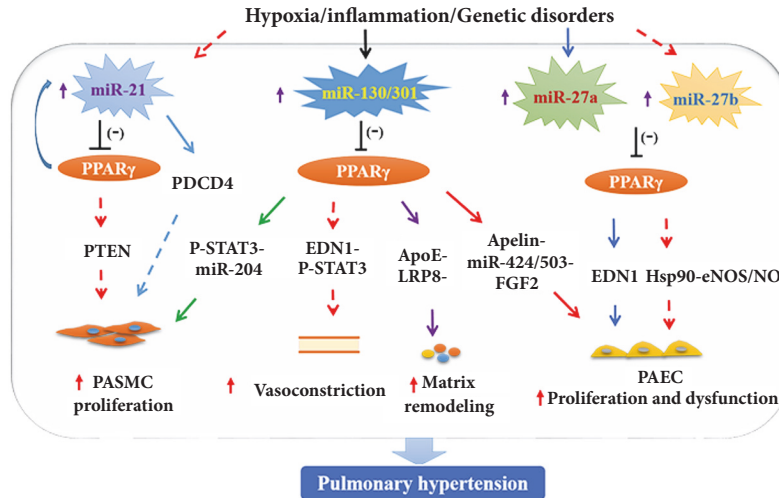 Hypoxia/inflammation/Genetic disorders
miR-21
miR-130/301
miR-27a
miR-27b
(-)
(-)
(-)
PPARγ
PPARγ
PPARγ
PDCD4
PTEN
P-STAT3-
miR-204
EDN1-
P-STAT3
ApoE-
LRP8-
Apelin-
miR-424/503-
FGF2
EDN1
Hsp90-eNOS/NO
PASMC
proliferation
Vasoconstriction
Matrix
remodeling
PAEC
Proliferation and dysfunction
Pulmonary hypertension